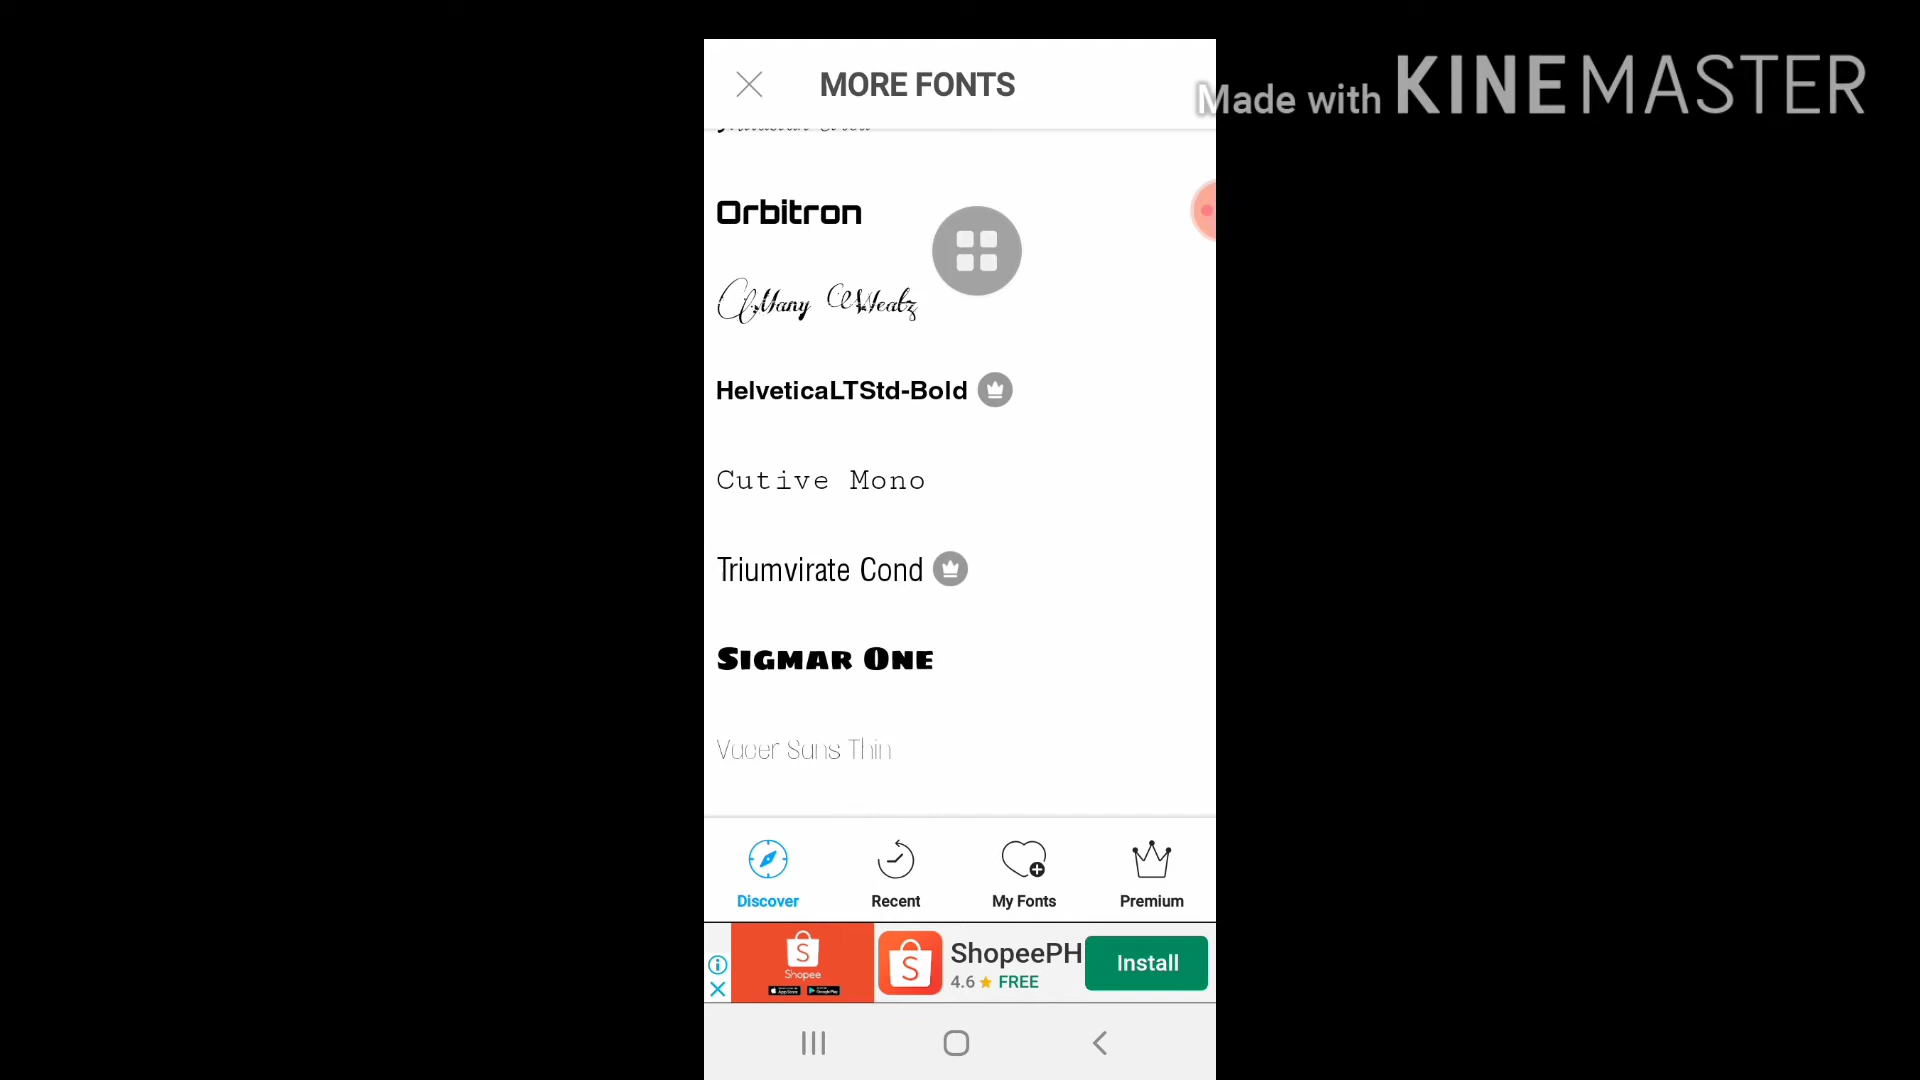 MORE FONTS
Made with KINEMASTER
Orbitron
Many Weatz
HelveticaLTStd-Bold
Cutive Mono
Triumvirate Cond
SIGMAR ONE
Vacer Sans Thin
Discover
Recent
My Fonts
Premium
Shopee
ShopeePH
4.6 ★ FREE
Install